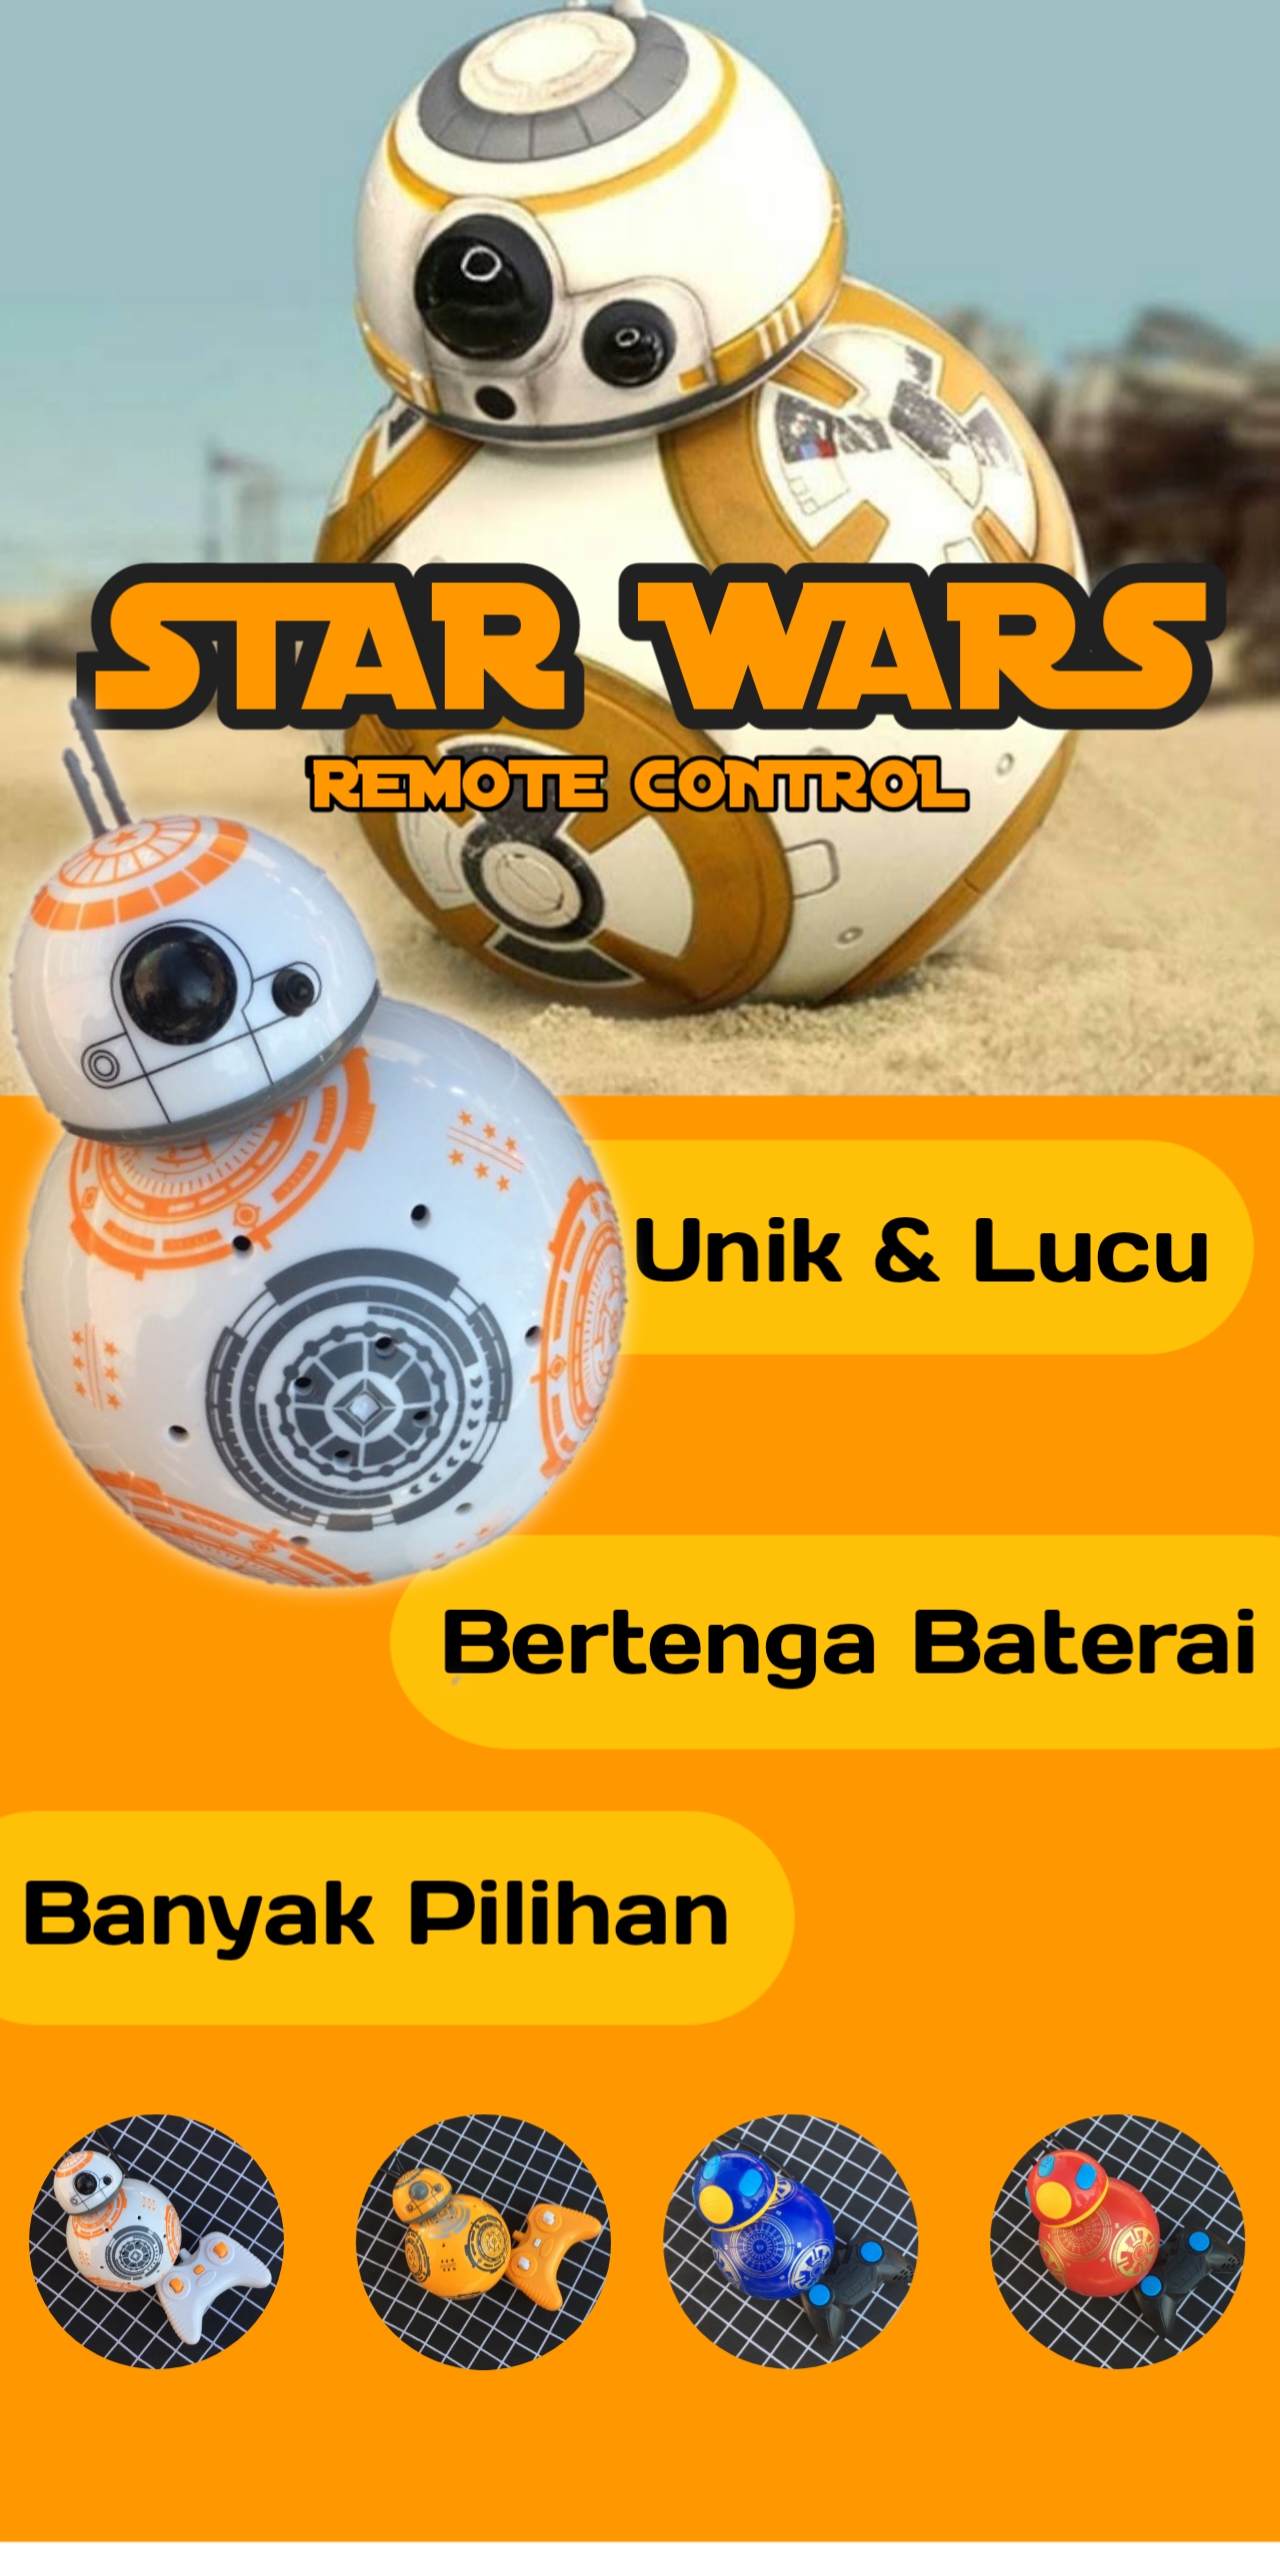 STAR WARS
REMOTE CONTROL
Unik & Lucu
Bertenga Baterai
Banyak Pilihan